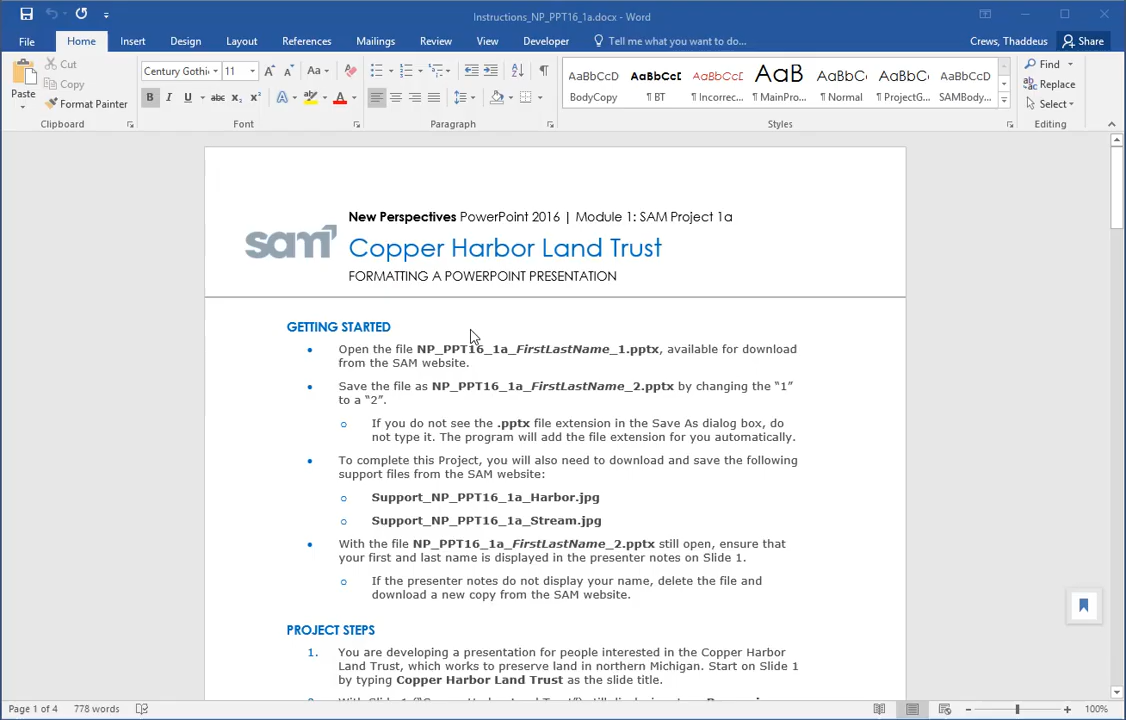 Instructions_NP_PPT16_1a.docx - Word
File Home Insert Design Layout References Mailings Review View Developer Tell me what you want to do... Crews, Thaddeus Share
Paste
Cut
Copy
Format Painter
Clipboard
Century Gothi 11
Aa
B I U abc X₂ X²
Font
Paragraph
AaBbCcD AaBbCcD AaBbCcD AaB AaBbCc AaBbC AaBbCcD
BodyCopy ¶ BT ¶ Incorrec... ¶ MainPro... ¶ Normal ¶ ProjectG... SAMBody...
Styles
Find
Replace
Select
Editing
sam
New Perspectives PowerPoint 2016 | Module 1: SAM Project 1a
Copper Harbor Land Trust
FORMATTING A POWERPOINT PRESENTATION
GETTING STARTED
• Open the file NP_PPT16_1a_FirstLastName_1.pptx, available for download
from the SAM website.
• Save the file as NP_PPT16_1a_FirstLastName_2.pptx by changing the “1”
to a “2”.
o If you do not see the .pptx file extension in the Save As dialog box, do
not type it. The program will add the file extension for you automatically.
• To complete this Project, you will also need to download and save the following
support files from the SAM website:
o Support_NP_PPT16_1a_Harbor.jpg
o Support_NP_PPT16_1a_Stream.jpg
• With the file NP_PPT16_1a_FirstLastName_2.pptx still open, ensure that
your first and last name is displayed in the presenter notes on Slide 1.
o If the presenter notes do not display your name, delete the file and
download a new copy from the SAM website.
PROJECT STEPS
1. You are developing a presentation for people interested in the Copper Harbor
Land Trust, which works to preserve land in northern Michigan. Start on Slide 1
by typing Copper Harbor Land Trust as the slide title.
Page 1 of 4 778 words 100%